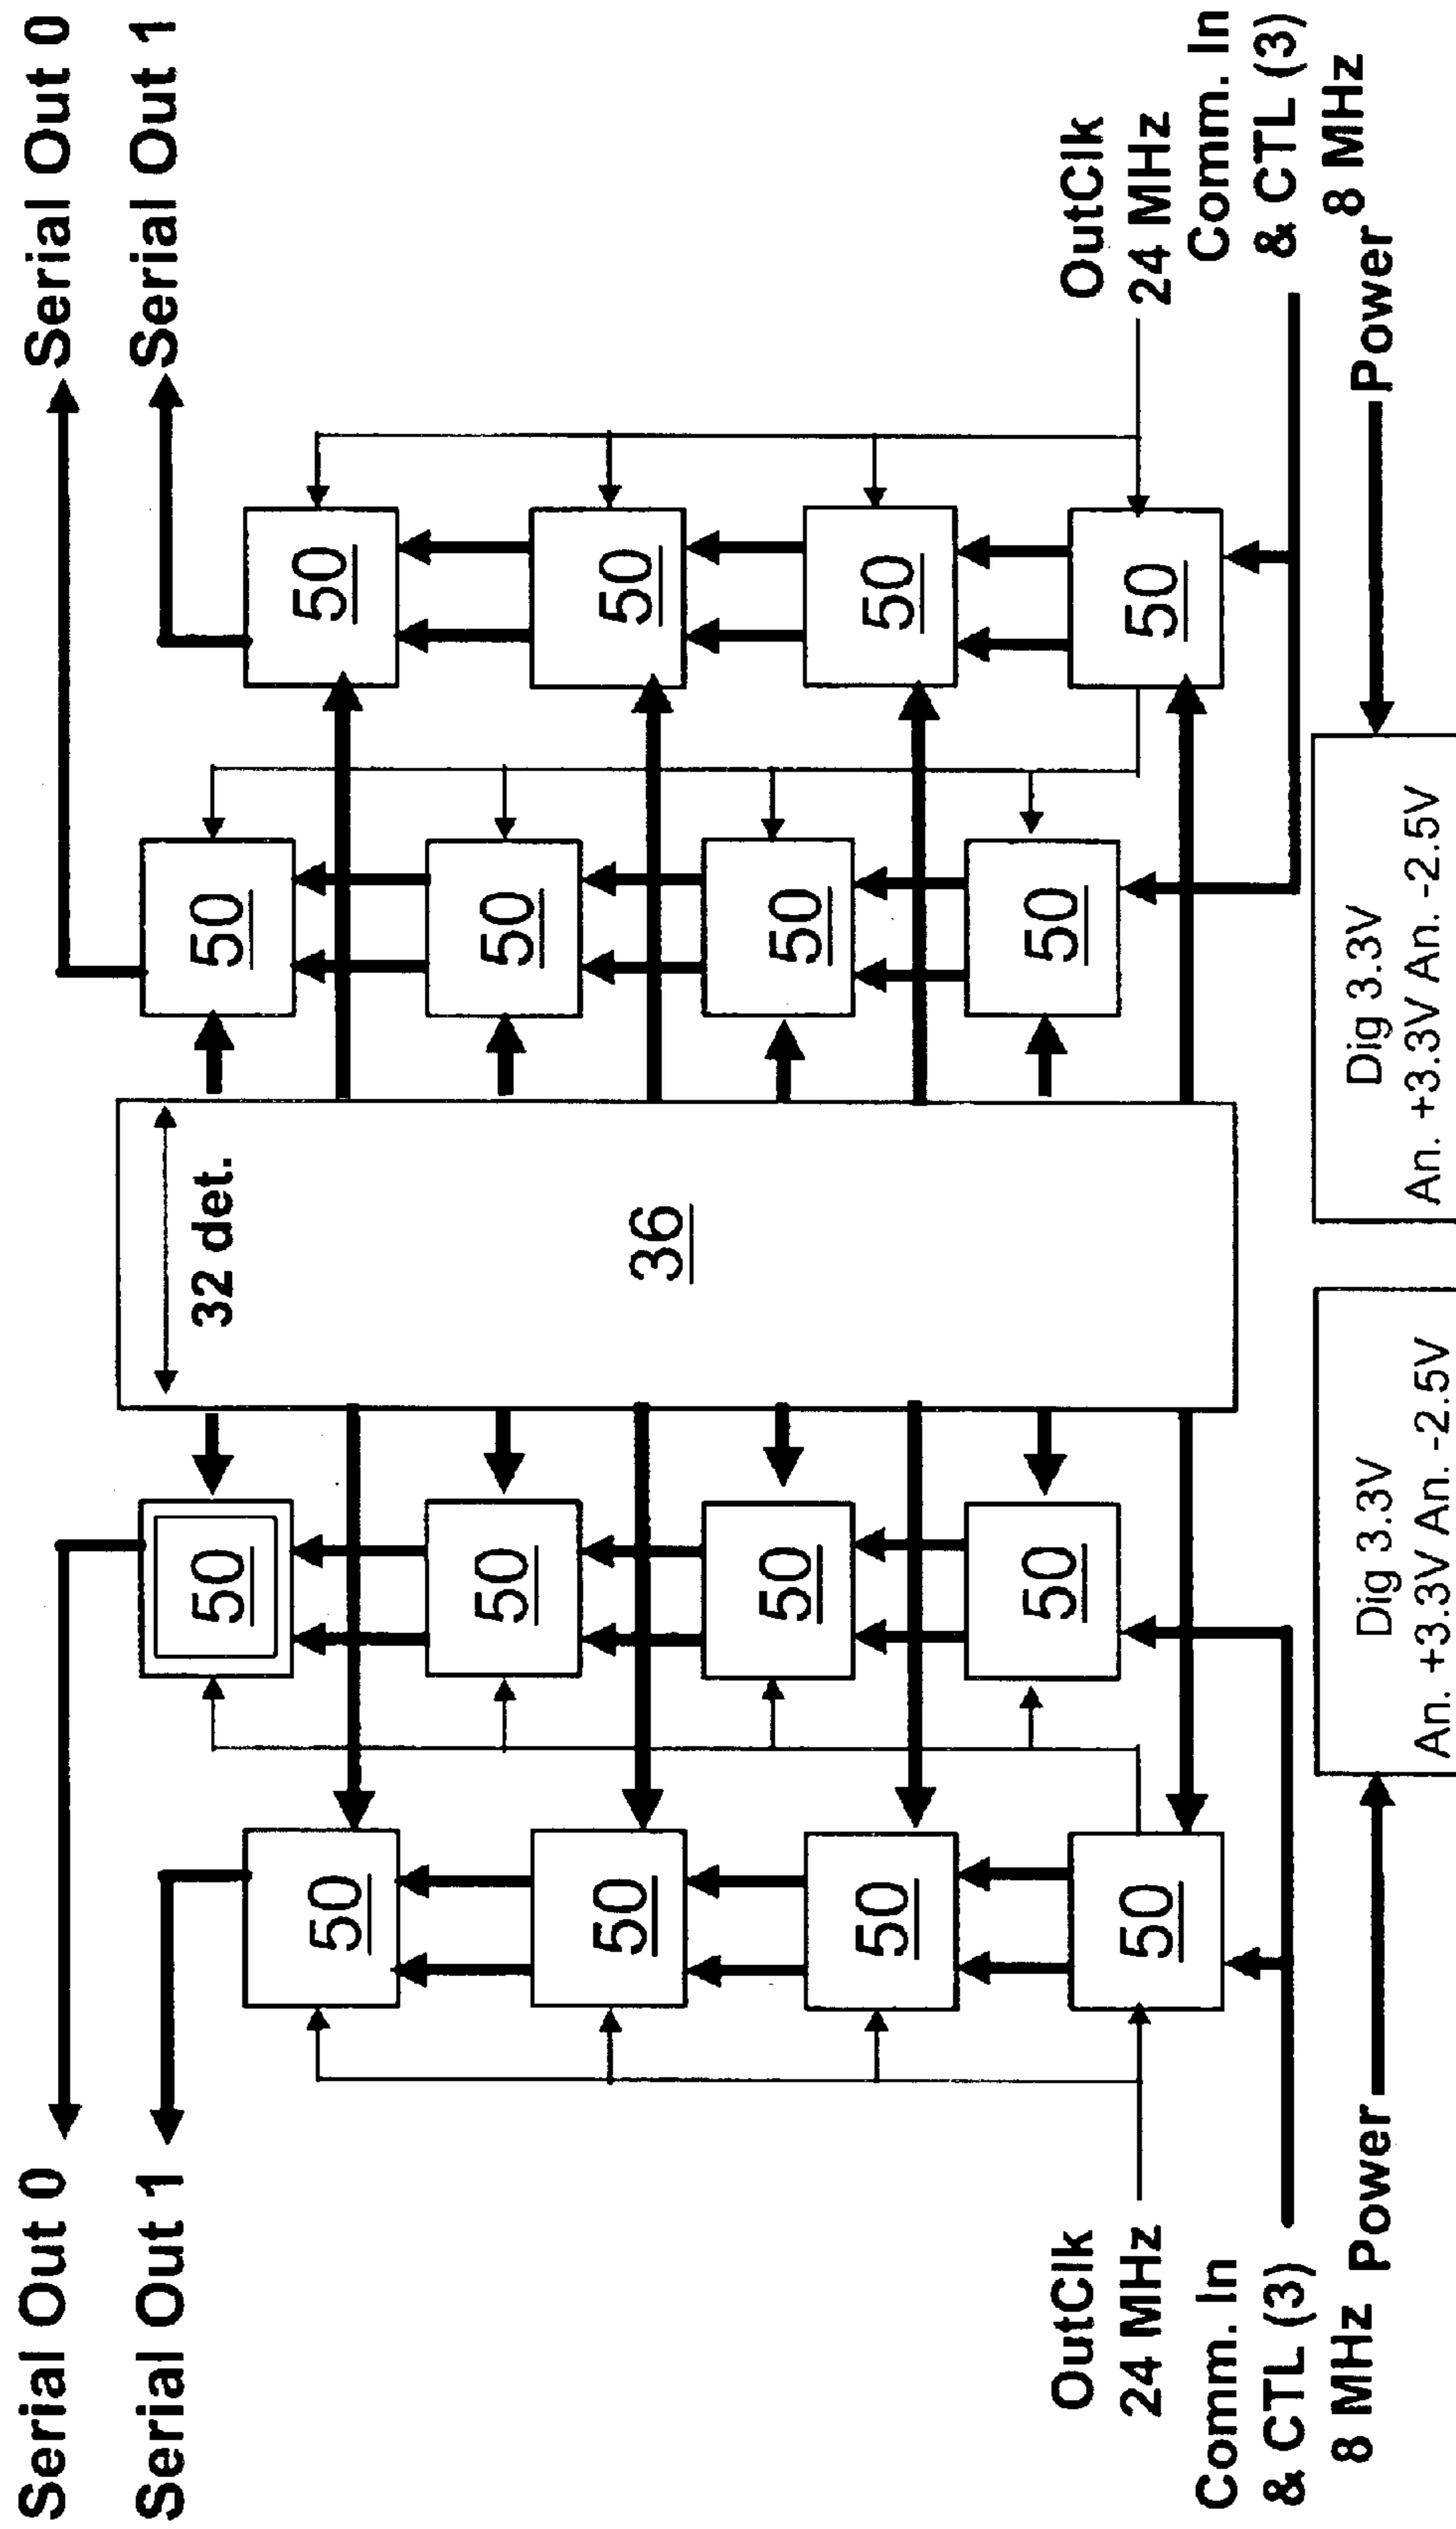 Serial Out 0
Serial Out 0
Serial Out 1
Serial Out 1
32 det.
50
50
50
50
50
50
50
50
36
50
50
50
50
50
50
50
50
OutClk
24 MHz
OutClk
24 MHz
Comm. In
& CTL (3)
8 MHz
Comm. In
& CTL (3)
8 MHz
Power
Power
Dig 3.3V
An. +3.3V An. -2.5V
Dig 3.3V
An. +3.3V An. -2.5V